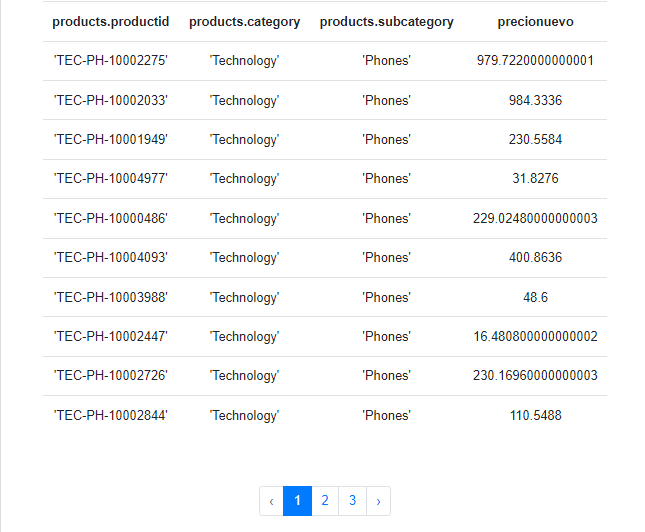 products.productid products.category products.subcategory precionuevo
'TEC-PH-10002275' 'Technology' 'Phones' 979.7220000000001
'TEC-PH-10002033' 'Technology' 'Phones' 984.3336
'TEC-PH-10001949' 'Technology' 'Phones' 230.5584
'TEC-PH-10004977' 'Technology' 'Phones' 31.8276
'TEC-PH-10000486' 'Technology' 'Phones' 229.02480000000003
'TEC-PH-10004093' 'Technology' 'Phones' 400.8636
'TEC-PH-10003988' 'Technology' 'Phones' 48.6
'TEC-PH-10002447' 'Technology' 'Phones' 16.480800000000002
'TEC-PH-10002726' 'Technology' 'Phones' 230.16960000000003
'TEC-PH-10002844' 'Technology' 'Phones' 110.5488
‹ 1 2 3 ›